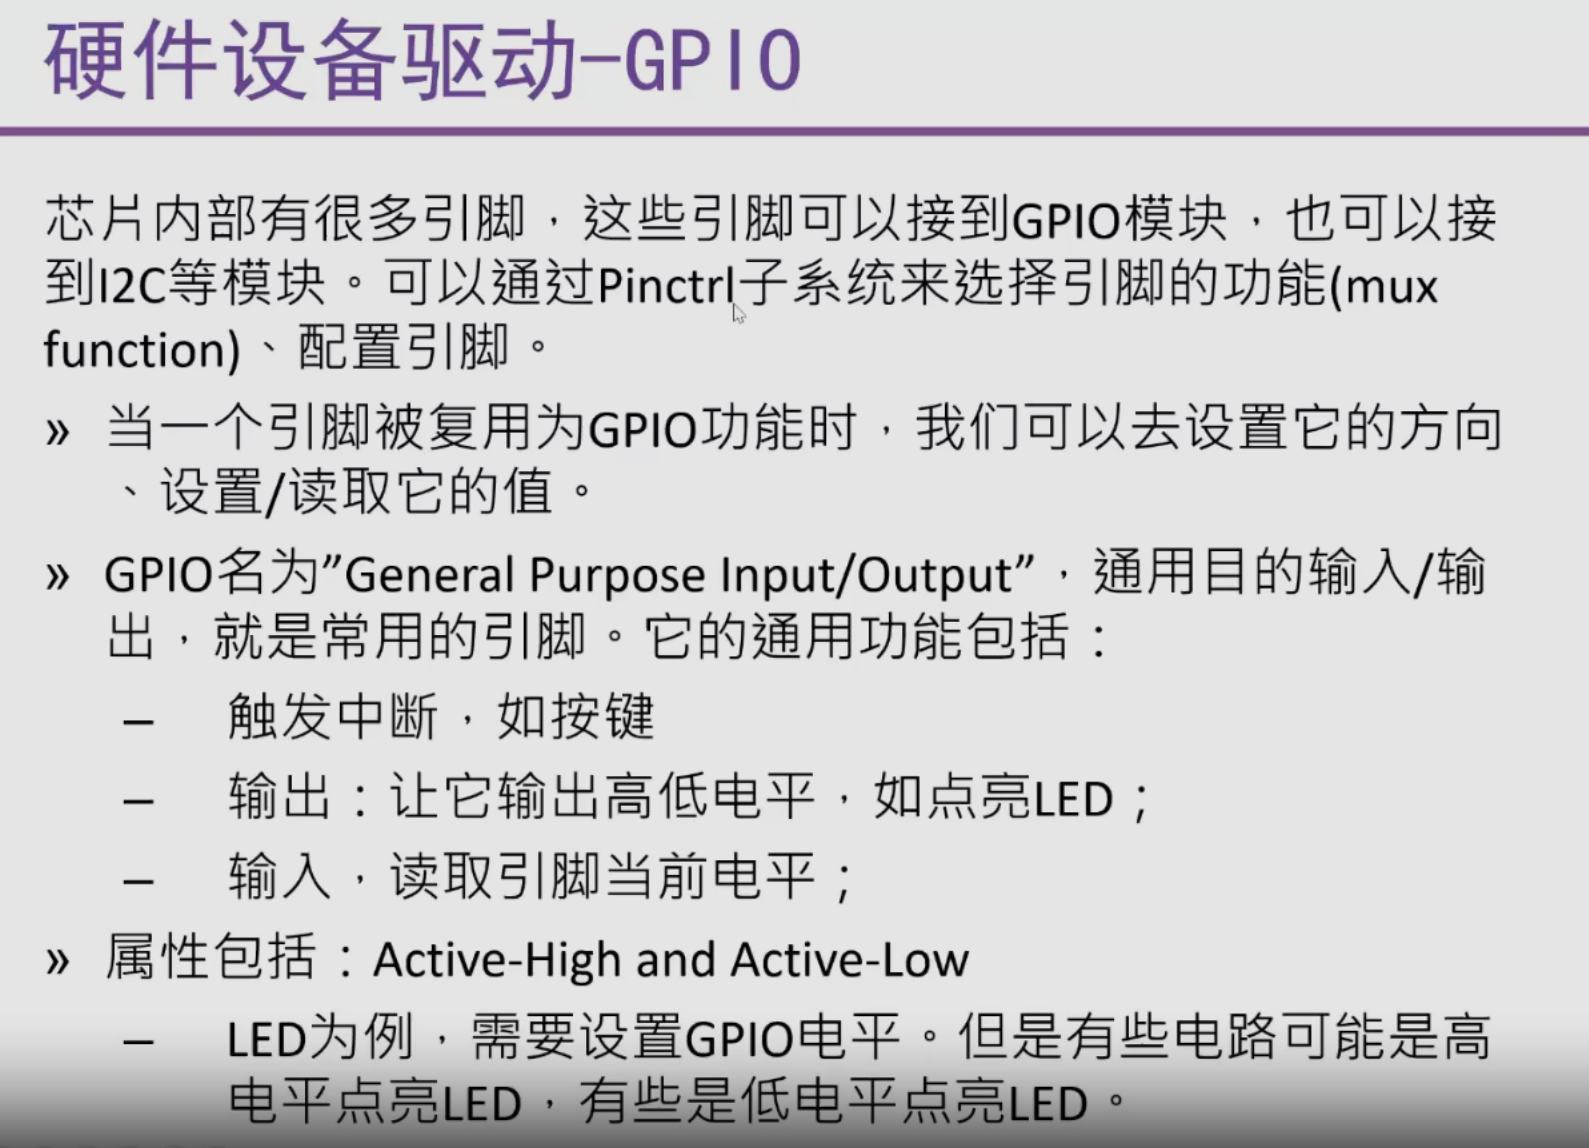 硬件设备驱动-GPIO
芯片内部有很多引脚，这些引脚可以接到GPIO模块，也可以接
到I2C等模块。可以通过Pinctrl子系统来选择引脚的功能(mux
function)、配置引脚。
» 当一个引脚被复用为GPIO功能时，我们可以去设置它的方向
、设置/读取它的值。
» GPIO名为”General Purpose Input/Output”，通用目的输入/输
出，就是常用的引脚。它的通用功能包括：
– 触发中断，如按键
– 输出：让它输出高低电平，如点亮LED；
– 输入，读取引脚当前电平；
» 属性包括：Active-High and Active-Low
– LED为例，需要设置GPIO电平。但是有些电路可能是高
电平点亮LED，有些是低电平点亮LED。